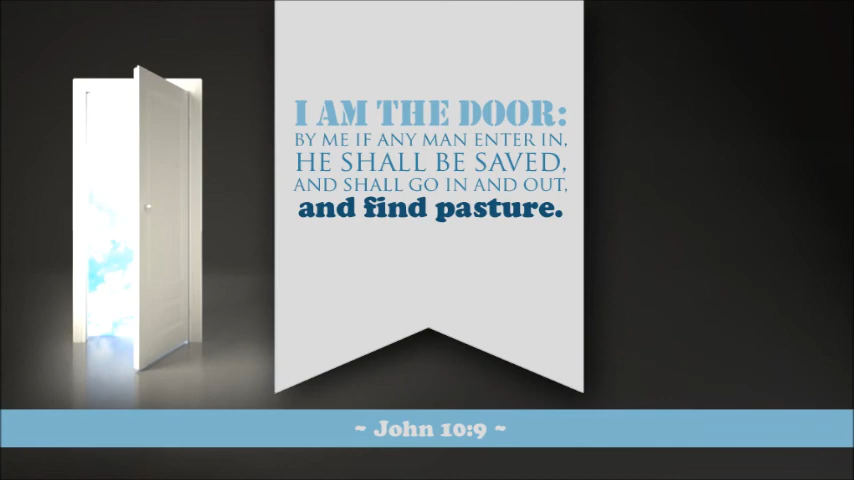 I AM THE DOOR:
BY ME IF ANY MAN ENTER IN,
HE SHALL BE SAVED,
AND SHALL GO IN AND OUT,
and find pasture.
~ John 10:9 ~